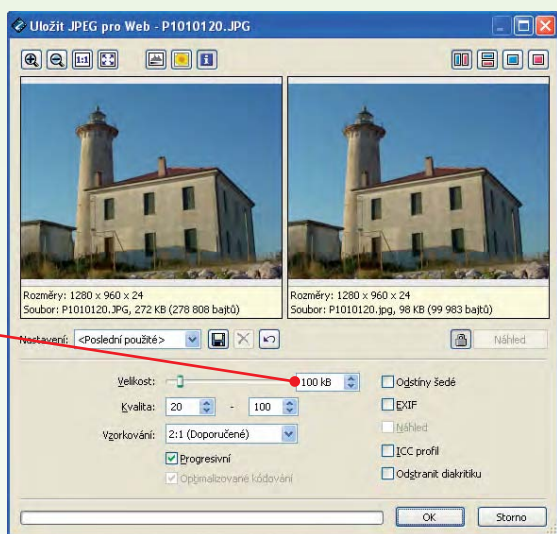 Uložit JPEG pro Web - P1010120.JPG
1:1
Rozměry: 1280 x 960 x 24
Soubor: P1010120.JPG, 272 KB (278 808 bajtů)
Rozměry: 1280 x 960 x 24
Soubor: P1010120.jpg, 98 KB (99 983 bajtů)
Nastavení: <Poslední použité> Náhled
Velikost: 100 kB Odstíny šedé
Kvalita: 20 - 100 EXIF
Náhled
Vzorkování: 2:1 (Doporučené)
ICC profil
Progresivní
Odstranit diakritiku
Optimalizované kódování
OK Storno